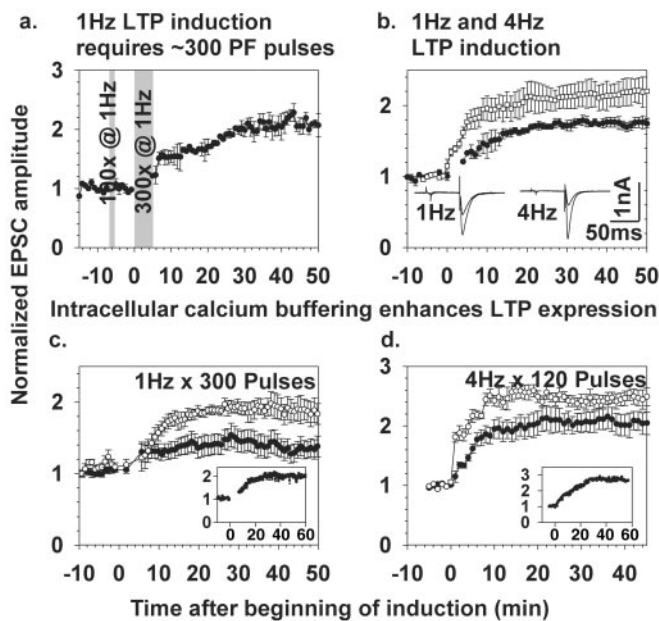 a. 1Hz LTP induction
requires ~300 PF pulses
b. 1Hz and 4Hz
LTP induction
Normalized EPSC amplitude
3
2
1
0
100x @ 1Hz
300x @ 1Hz
-10 0 10 20 30 40 50
2
1
0
1Hz
4Hz
1nA
50ms
-10 0 10 20 30 40 50
Intracellular calcium buffering enhances LTP expression
c.
1Hz x 300 Pulses
3
2
1
0
2
1
0
0 20 40 60
-10 0 10 20 30 40 50
d.
4Hz x 120 Pulses
3
2
1
0
3
2
1
0
0 20 40 60
-10 0 10 20 30 40
Time after beginning of induction (min)